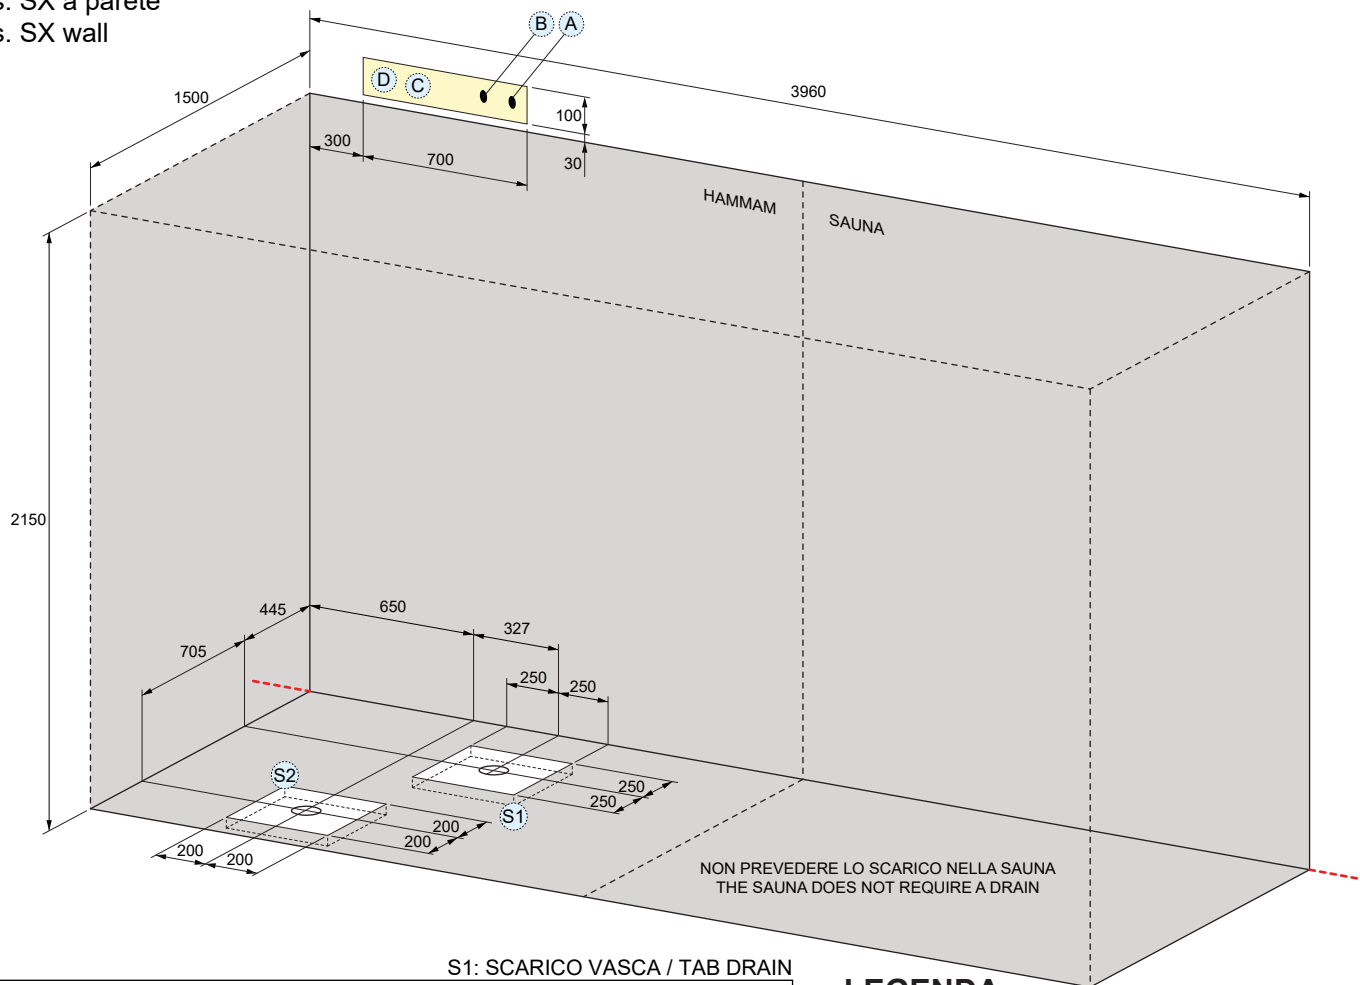 s. SX a parete
s. SX wall
B
A
D
C
1500
3960
100
300
700
30
HAMMAM
SAUNA
2150
445
650
327
705
250
250
S2
250
250
S1
200
200
200
200
NON PREVEDERE LO SCARICO NELLA SAUNA
THE SAUNA DOES NOT REQUIRE A DRAIN
S1: SCARICO VASCA / TAB DRAIN
LEGENDA